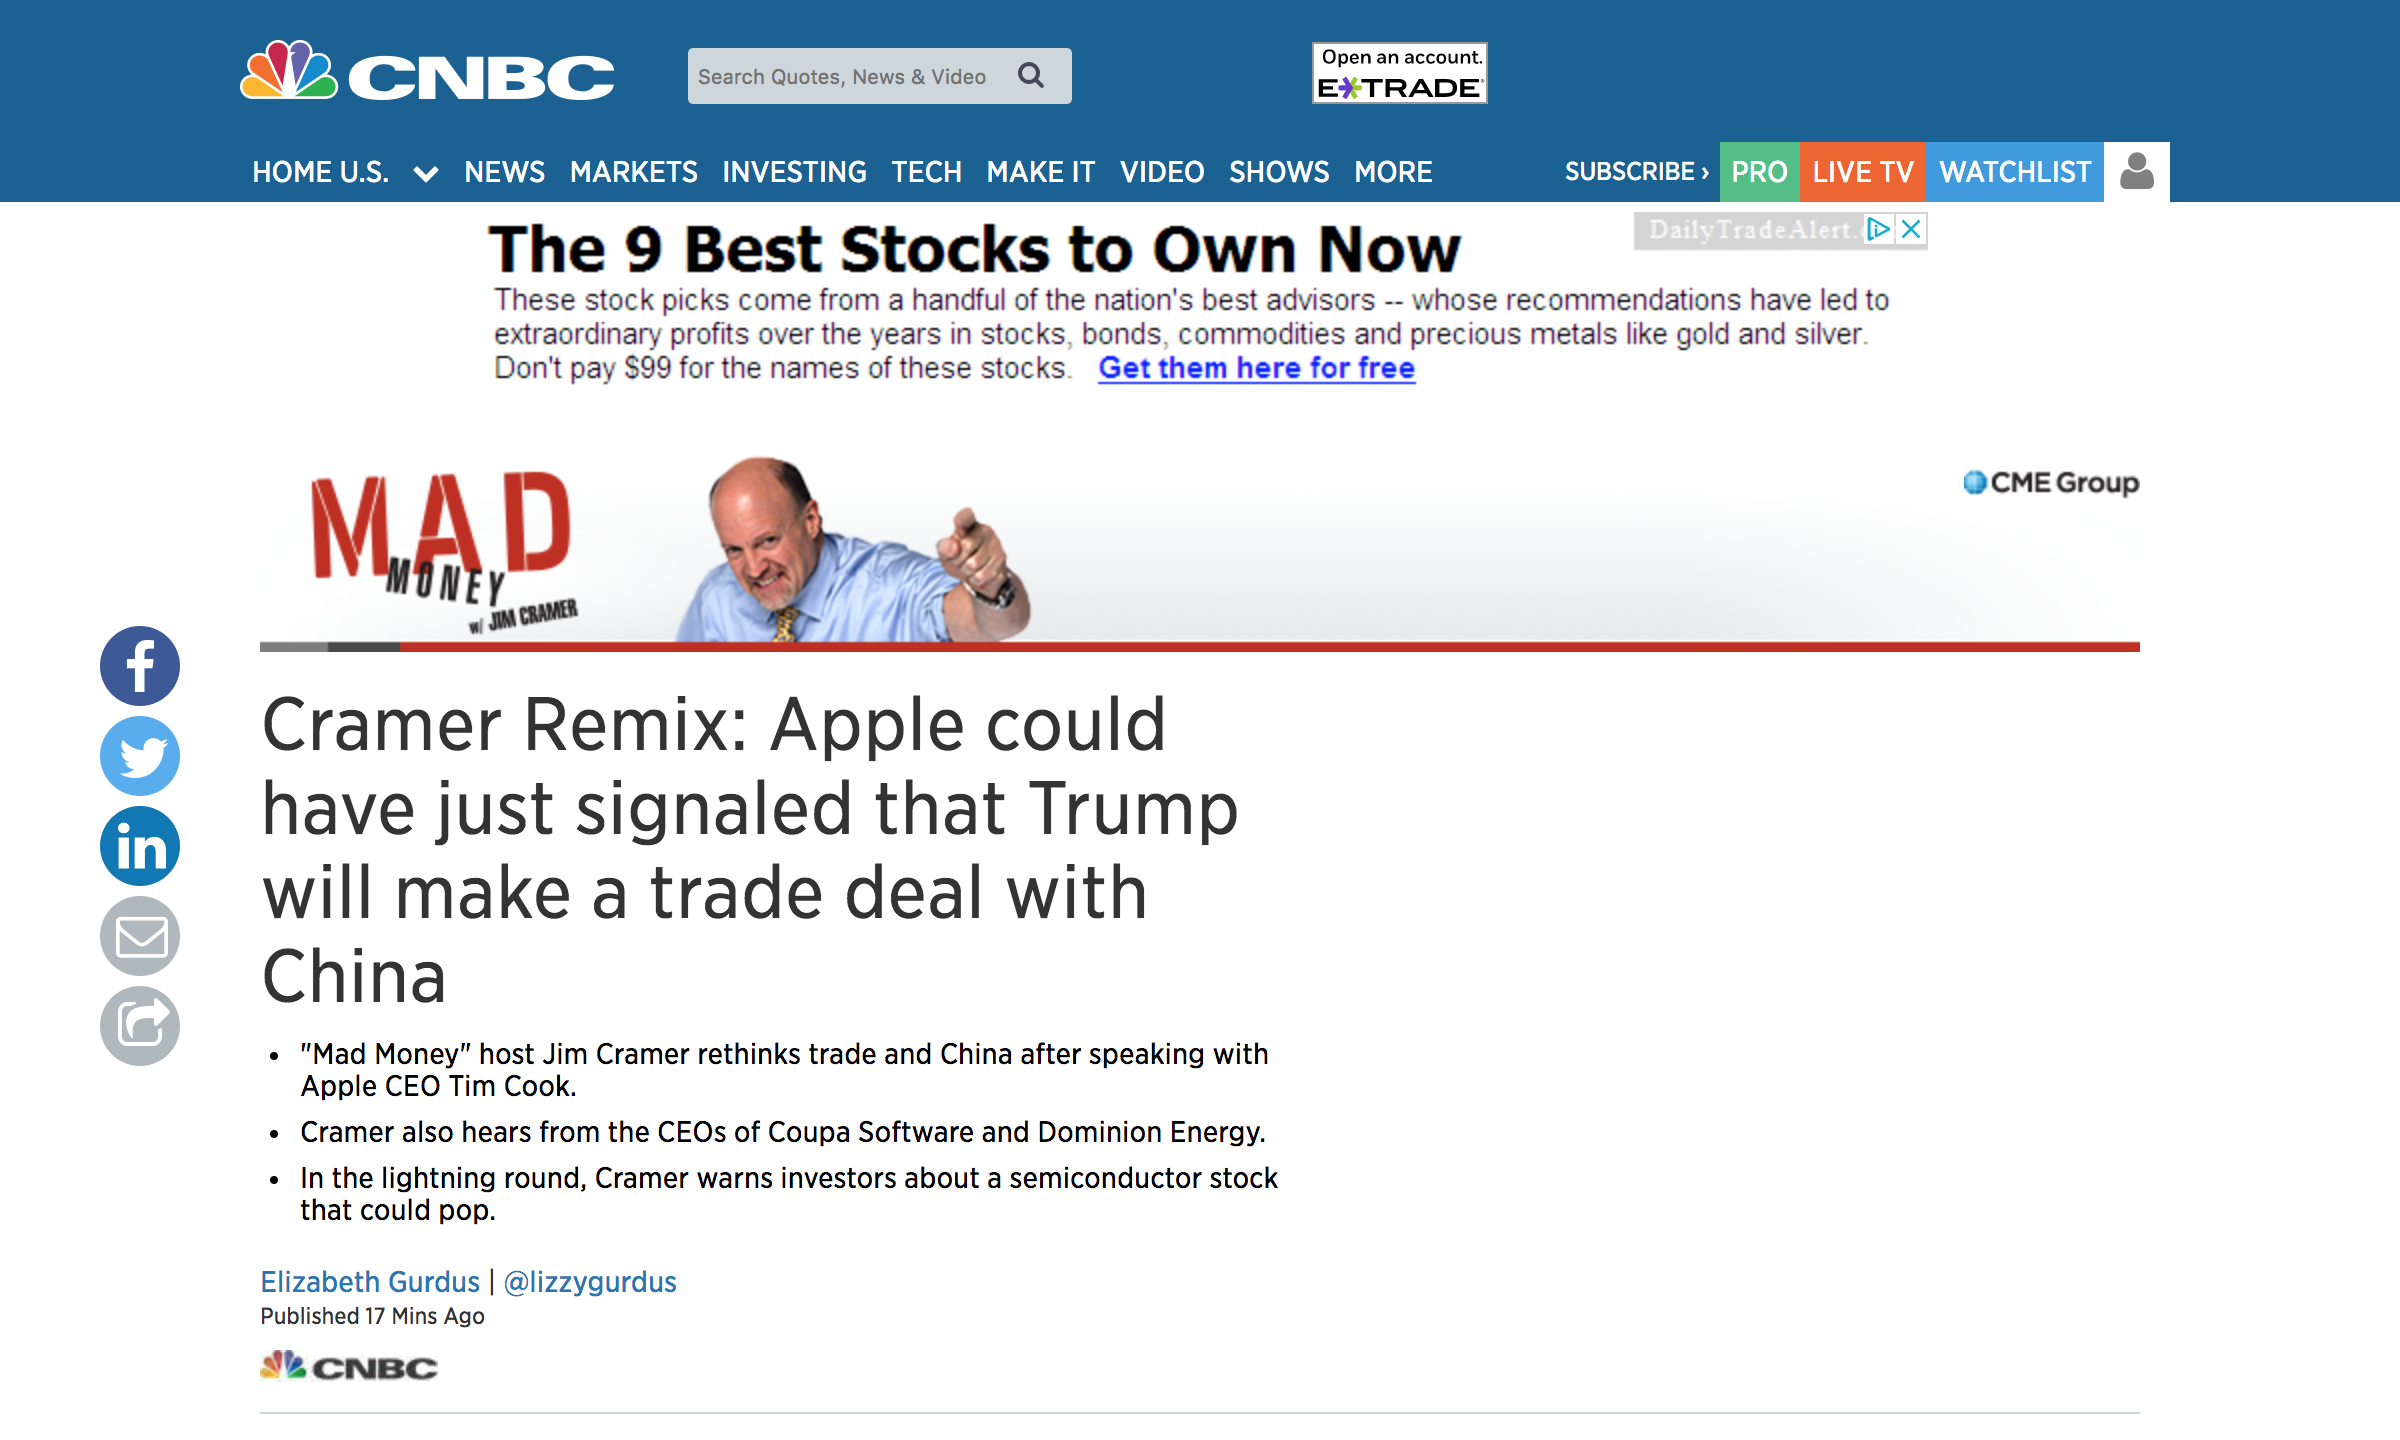 CNBC
Search Quotes, News & Video
Open an account.
E*TRADE
HOME U.S. NEWS MARKETS INVESTING TECH MAKE IT VIDEO SHOWS MORE SUBSCRIBE › PRO LIVE TV WATCHLIST
The 9 Best Stocks to Own Now
DailyTradeAlert.
These stock picks come from a handful of the nation's best advisors -- whose recommendations have led to
extraordinary profits over the years in stocks, bonds, commodities and precious metals like gold and silver.
Don't pay $99 for the names of these stocks. Get them here for free
MAD
MONEY
w/ JIM CRAMER
CME Group
Cramer Remix: Apple could
have just signaled that Trump
will make a trade deal with
China
• "Mad Money" host Jim Cramer rethinks trade and China after speaking with
Apple CEO Tim Cook.
• Cramer also hears from the CEOs of Coupa Software and Dominion Energy.
• In the lightning round, Cramer warns investors about a semiconductor stock
that could pop.
Elizabeth Gurdus | @lizzygurdus
Published 17 Mins Ago
CNBC